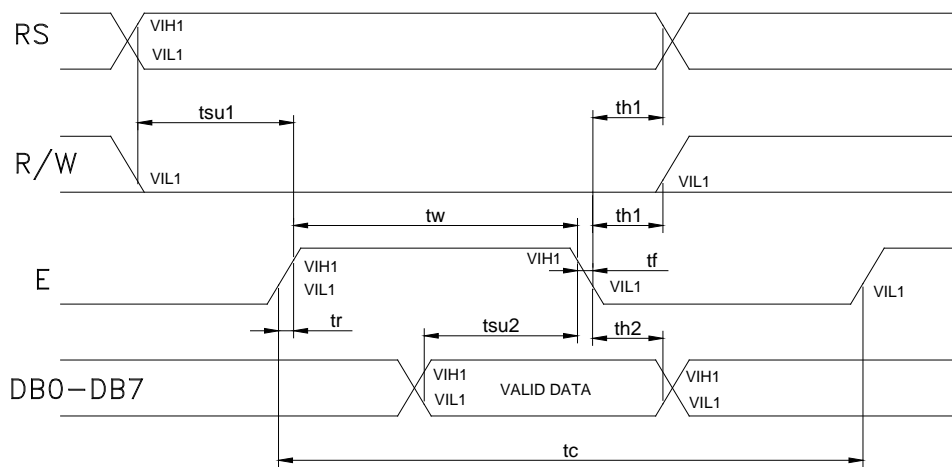 RS
VIH1
VIL1
tsu1
th1
R/W
VIL1
VIL1
tw
th1
E
VIH1
VIL1
VIH1
tf
VIL1
VIL1
tr
tsu2
th2
DB0-DB7
VIH1
VIL1
VALID DATA
VIH1
VIL1
tc